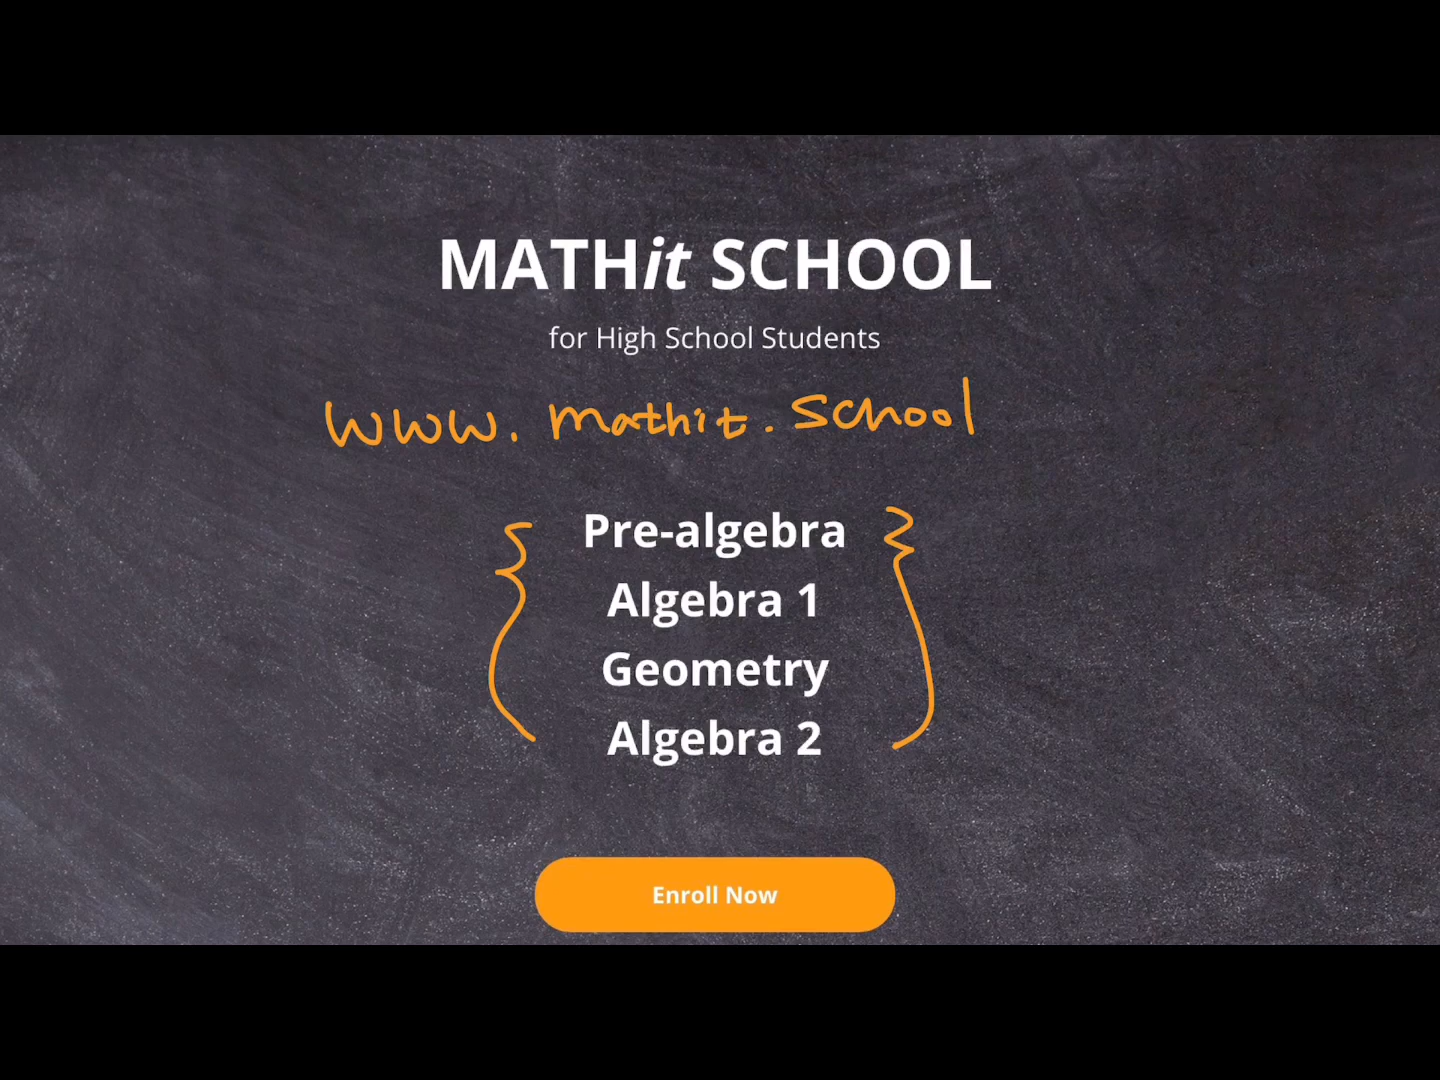 MATHit SCHOOL
for High School Students
www.mathit.school
Pre-algebra
Algebra 1
Geometry
Algebra 2
Enroll Now